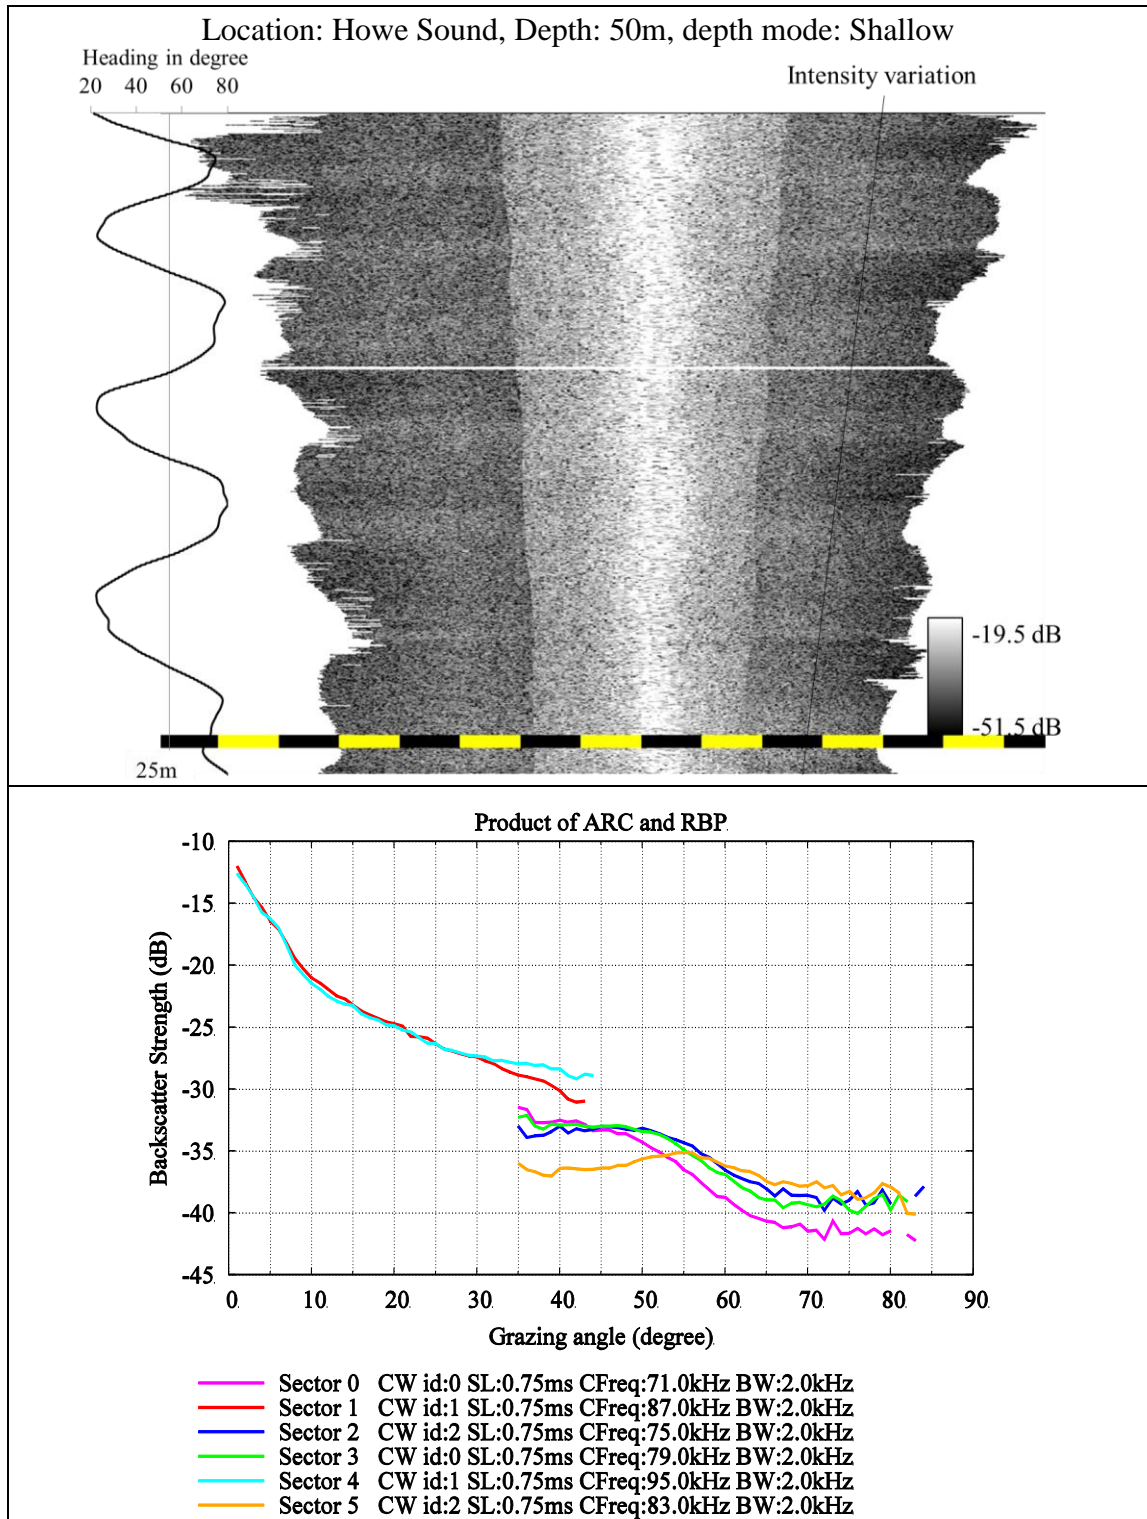 Location: Howe Sound, Depth: 50m, depth mode: Shallow
Heading in degree
20 40 60 80
Intensity variation
-19.5 dB
-51.5 dB
25m
Product of ARC and RBP
Backscatter Strength (dB)
-10
-15
-20
-25
-30
-35
-40
-45
0 10 20 30 40 50 60 70 80 90
Grazing angle (degree)
Sector 0 CW id:0 SL:0.75ms CFreq:71.0kHz BW:2.0kHz
Sector 1 CW id:1 SL:0.75ms CFreq:87.0kHz BW:2.0kHz
Sector 2 CW id:2 SL:0.75ms CFreq:75.0kHz BW:2.0kHz
Sector 3 CW id:0 SL:0.75ms CFreq:79.0kHz BW:2.0kHz
Sector 4 CW id:1 SL:0.75ms CFreq:95.0kHz BW:2.0kHz
Sector 5 CW id:2 SL:0.75ms CFreq:83.0kHz BW:2.0kHz